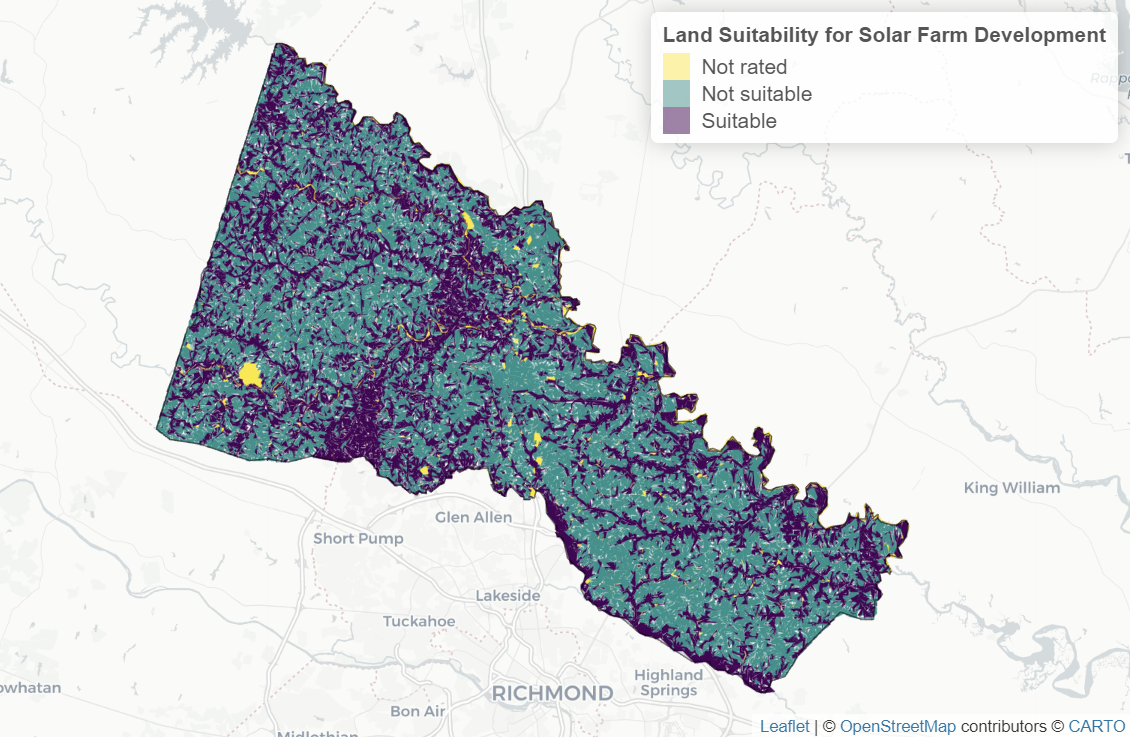 Land Suitability for Solar Farm Development
Not rated
Not suitable
Suitable
King William
Glen Allen
Short Pump
Lakeside
Tuckahoe
Highland
Springs
RICHMOND
owhatan
Bon Air
Midlothian
Leaflet | © OpenStreetMap contributors © CARTO